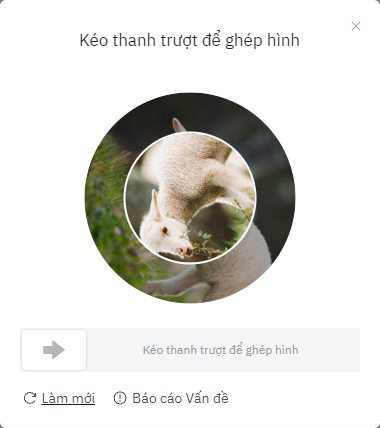 Kéo thanh trượt để ghép hình
Kéo thanh trượt để ghép hình
Làm mới Báo cáo Vấn đề